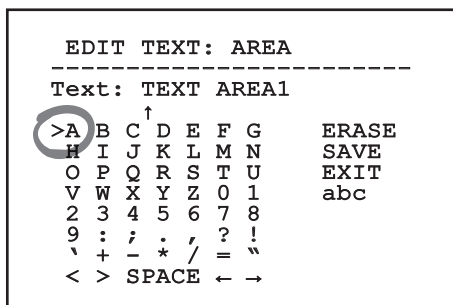 EDIT TEXT: AREA
---------------------------
Text: TEXT AREA1
↑
>A B C D E F G ERASE
H I J K L M N SAVE
O P Q R S T U EXIT
V W X Y Z 0 1 abc
2 3 4 5 6 7 8
9 : ; . , ? !
‵ + - * / = ‶
< > SPACE ← →